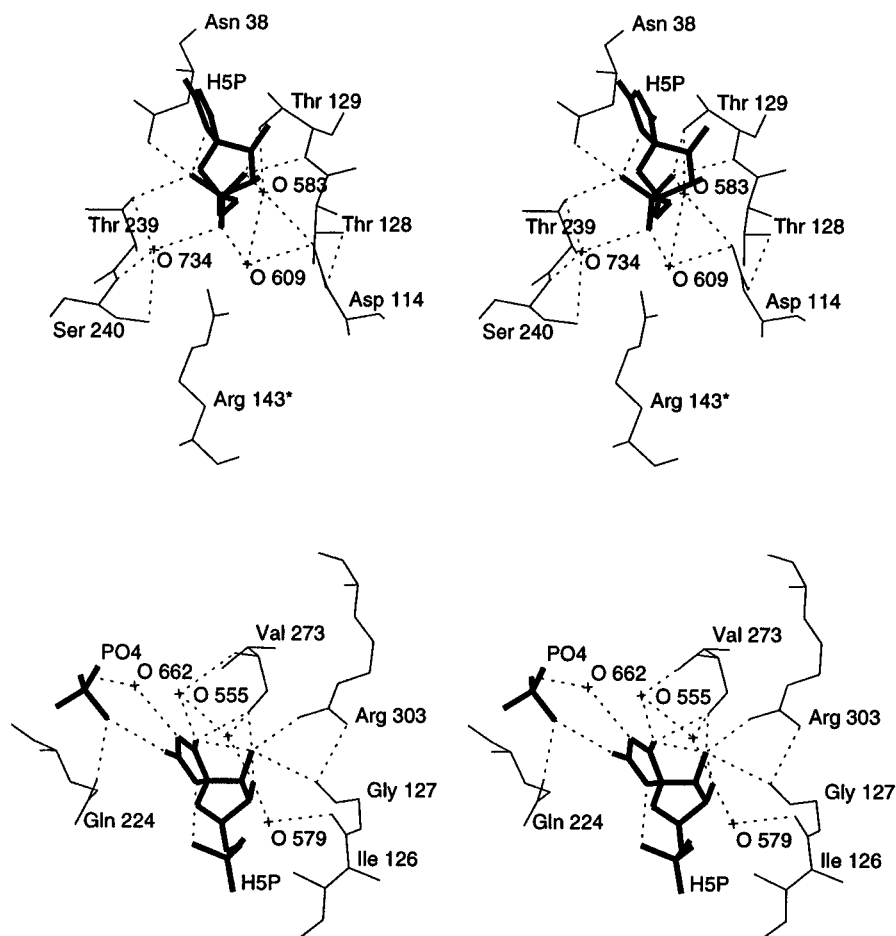 Asn 38
H5P
Thr 129
O 583
Thr 239
Thr 128
O 734
O 609
Asp 114
Ser 240
Arg 143*
Asn 38
H5P
Thr 129
O 583
Thr 239
Thr 128
O 734
O 609
Asp 114
Ser 240
Arg 143*
Val 273
PO4
O 662
O 555
Arg 303
Gly 127
Gln 224
O 579
Ile 126
H5P
Val 273
PO4
O 662
O 555
Arg 303
Gly 127
Gln 224
O 579
Ile 126
H5P